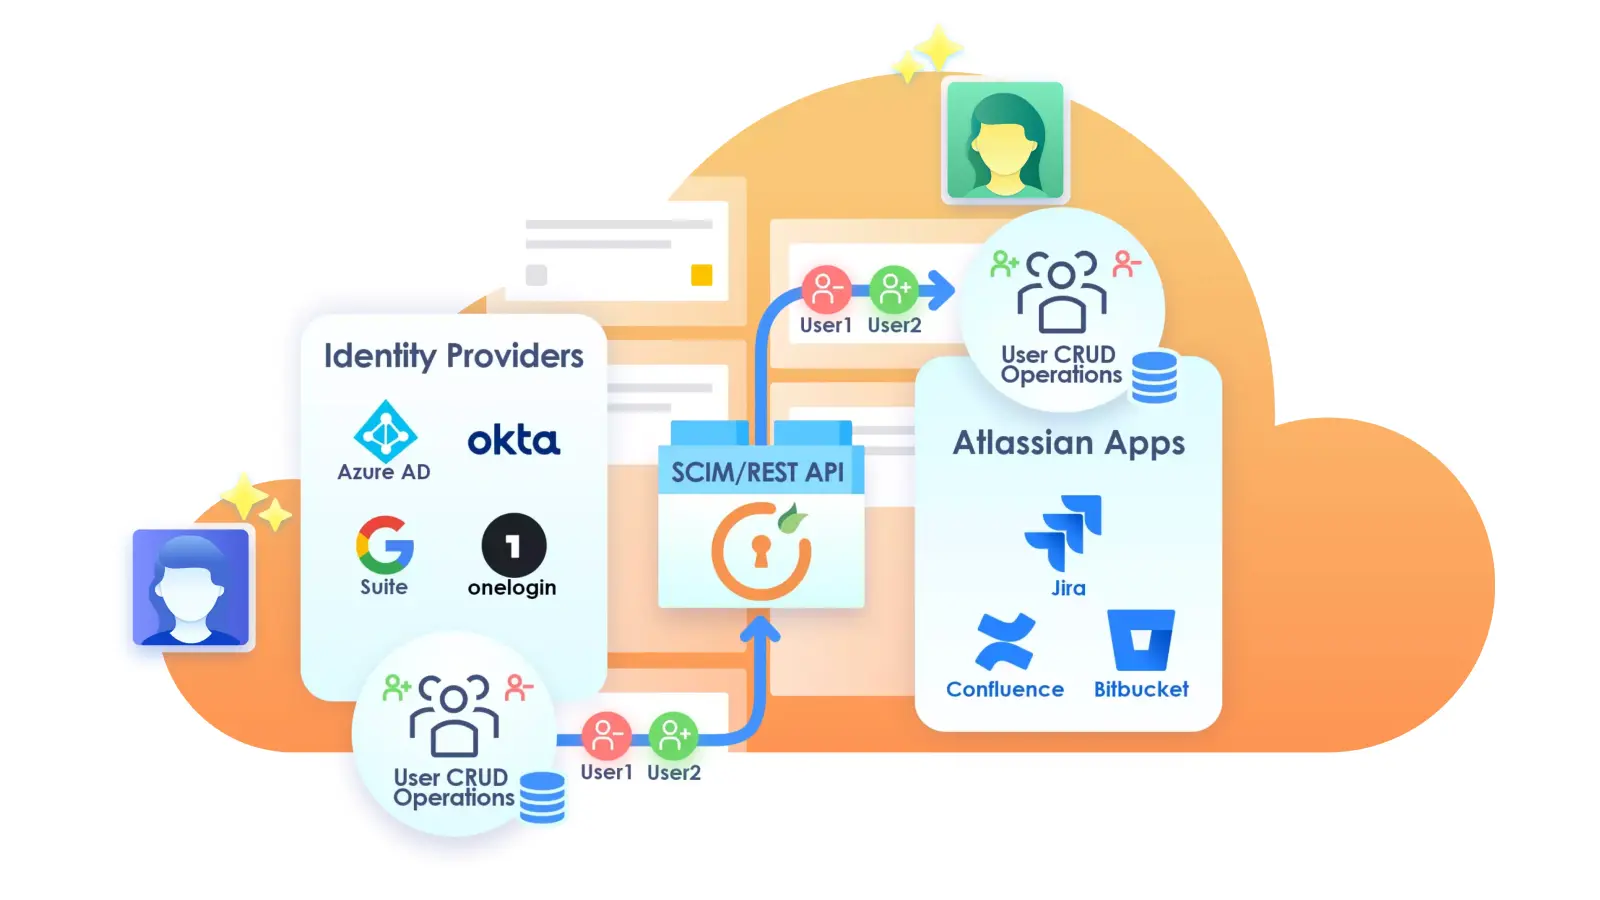 Identity Providers
Azure AD
okta
G
Suite
1
onelogin
User CRUD
Operations
User1
User2
SCIM/REST API
User1
User2
User CRUD
Operations
Atlassian Apps
Jira
Confluence
Bitbucket